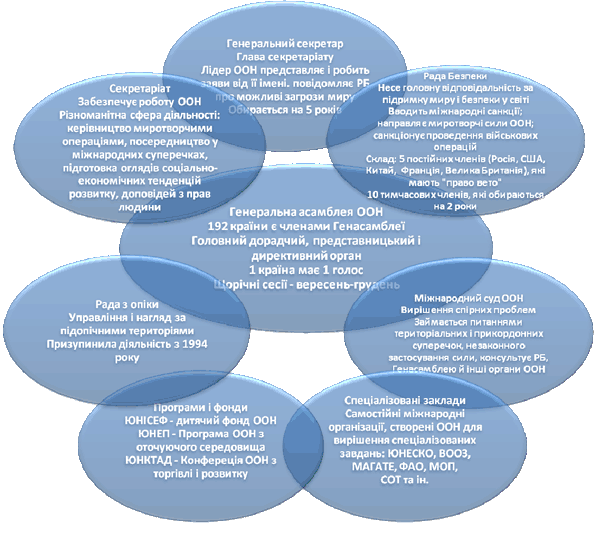 Генеральний секретар
Глава секретаріату
Лідер ООН представляє і робить
заяви від її імені. повідомляє РБ
про можливі загрози миру
Обирається на 5 років
Секретаріат
Забезпечує роботу ООН
Різноманітна сфера діяльності:
керівництво миротворчими
операціями, посередництво у
міжнародних суперечках,
підготовка оглядів соціально-
економічних тенденцій
розвитку, доповідей з прав
людини
Рада Безпеки
Несе головну відповідальність за
підтримку миру і безпеки у світі
Вводить міжнародні санкції;
направляє миротворчі сили ООН;
санкціонує проведення військових
операцій
Склад: 5 постійних членів (Росія, США,
Китай, Франція, Велика Британія), які
мають "право вето"
10 тимчасових членів, які обираються
на 2 роки
Генеральна асамблея ООН
192 країни є членами Генасамблеї
Головний дорадчий, представницький і
директивний орган
1 країна має 1 голос
Щорічні сесії - вересень-грудень
Рада з опіки
Управління і нагляд за
підопічними територіями
Призупинила діяльність з 1994
року
Міжнародний суд ООН
Вирішення спірних проблем
Займається питаннями
територіальних і прикордонних
суперечок, незаконного
застосування сили, консультує РБ,
Генасамблею й інші органи ООН
Програми і фонди
ЮНІСЕФ - дитячий фонд ООН
ЮНЕП - Програма ООН з
оточуючого середовища
ЮНКТАД - Конференція ООН з
торгівлі і розвитку
Спеціалізовані заклади
Самостійні міжнародні
організації, створені ООН для
вирішення спеціалізованих
завдань: ЮНЕСКО, ВООЗ,
МАГАТЕ, ФАО, МОП,
СОТ та ін.